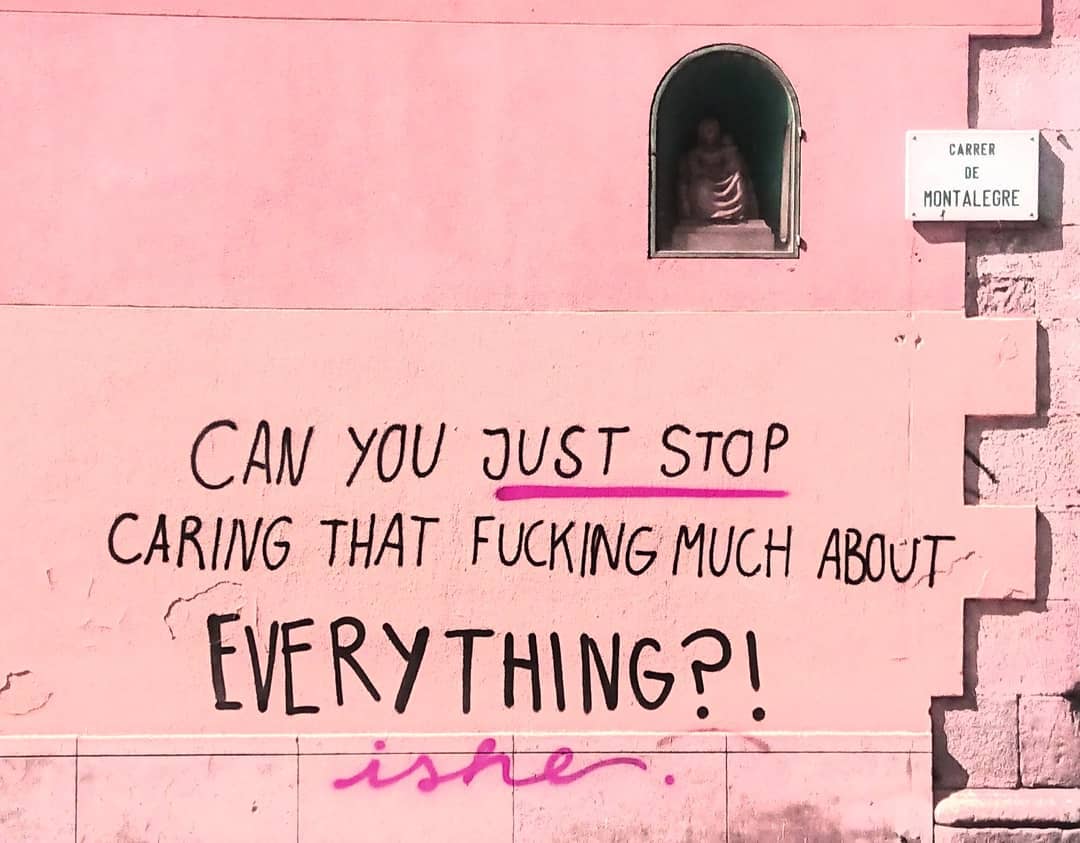 CARRER
DE
MONTALEGRE
CAN YOU JUST STOP
CARING THAT FUCKING MUCH ABOUT
EVERYTHING?!
ishe.